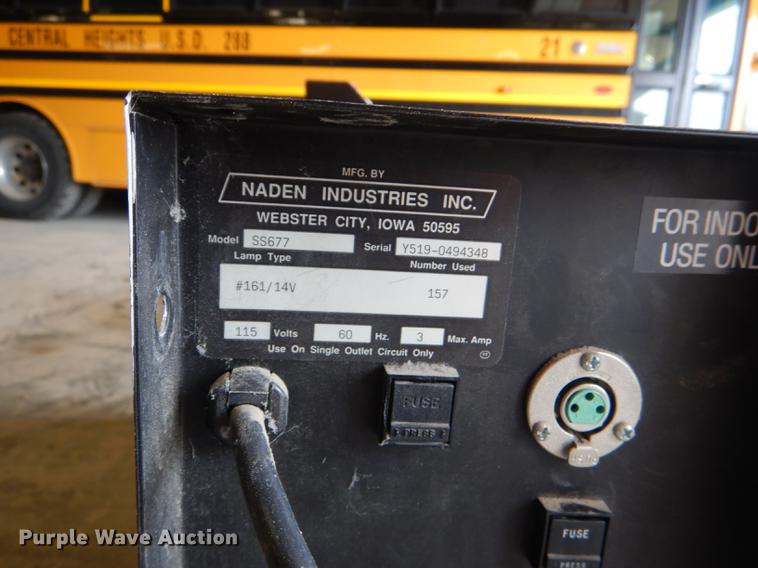 CENTRAL HEIGHTS U.S.D. 288
21
MFG. BY
NADEN INDUSTRIES INC.
WEBSTER CITY, IOWA 50595
Model SS677 Serial Y519-0494348
Lamp Type Number Used
#161/14V 157
115 Volts 60 Hz. 3 Max. Amp
Use On Single Outlet Circuit Only
FOR INDO
USE ONL
FUSE
PRESS
FUSE
PRESS
Purple Wave Auction